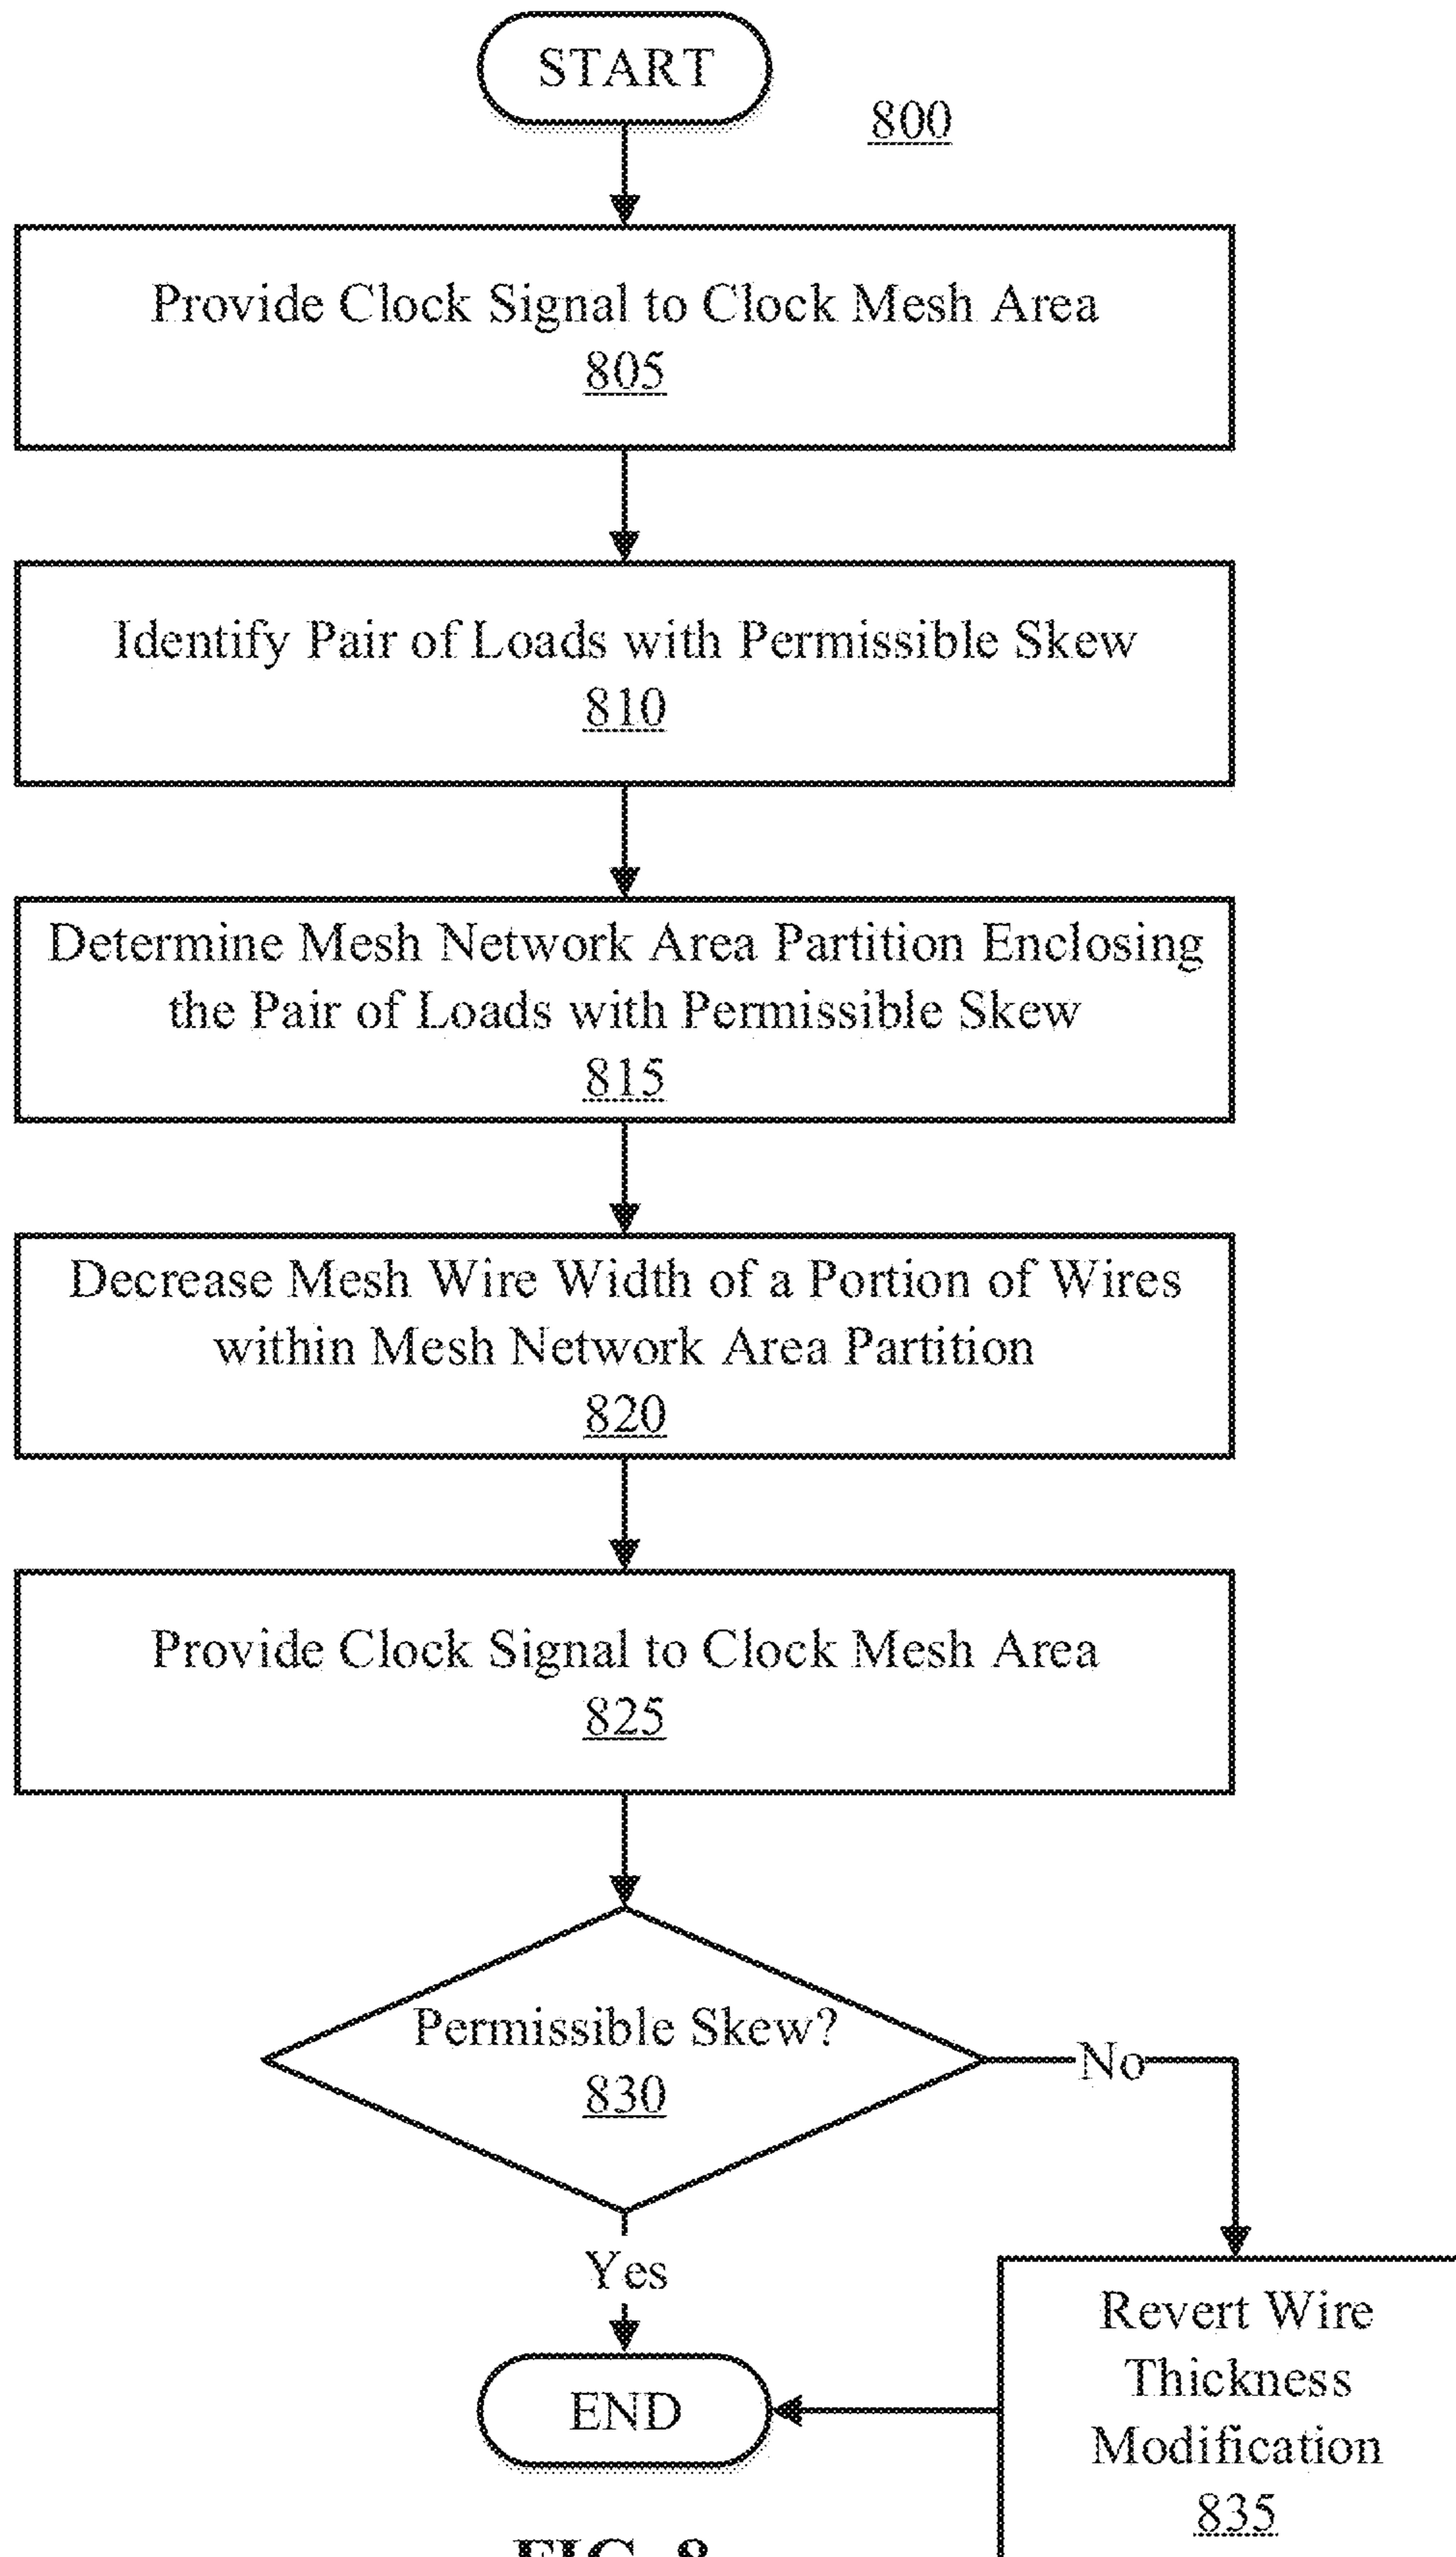 START
800
Provide Clock Signal to Clock Mesh Area
805
Identify Pair of Loads with Permissible Skew
810
Determine Mesh Network Area Partition Enclosing
the Pair of Loads with Permissible Skew
815
Decrease Mesh Wire Width of a Portion of Wires
within Mesh Network Area Partition
820
Provide Clock Signal to Clock Mesh Area
825
Permissible Skew?
830
No
Yes
Revert Wire
Thickness
Modification
835
END
FIG. 8